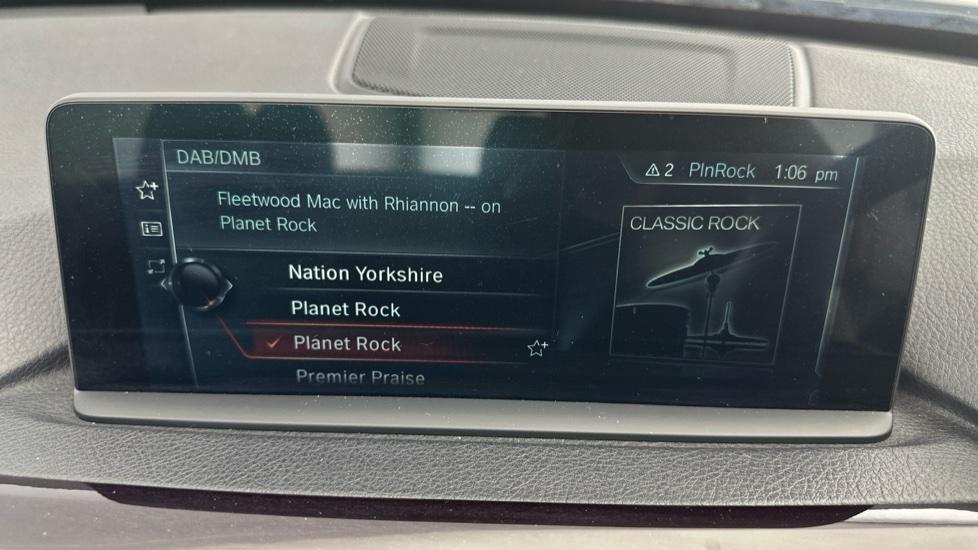 DAB/DMB
2 PlnRock 1:06 pm
Fleetwood Mac with Rhiannon -- on
Planet Rock
CLASSIC ROCK
Nation Yorkshire
Planet Rock
Planet Rock
Premier Praise